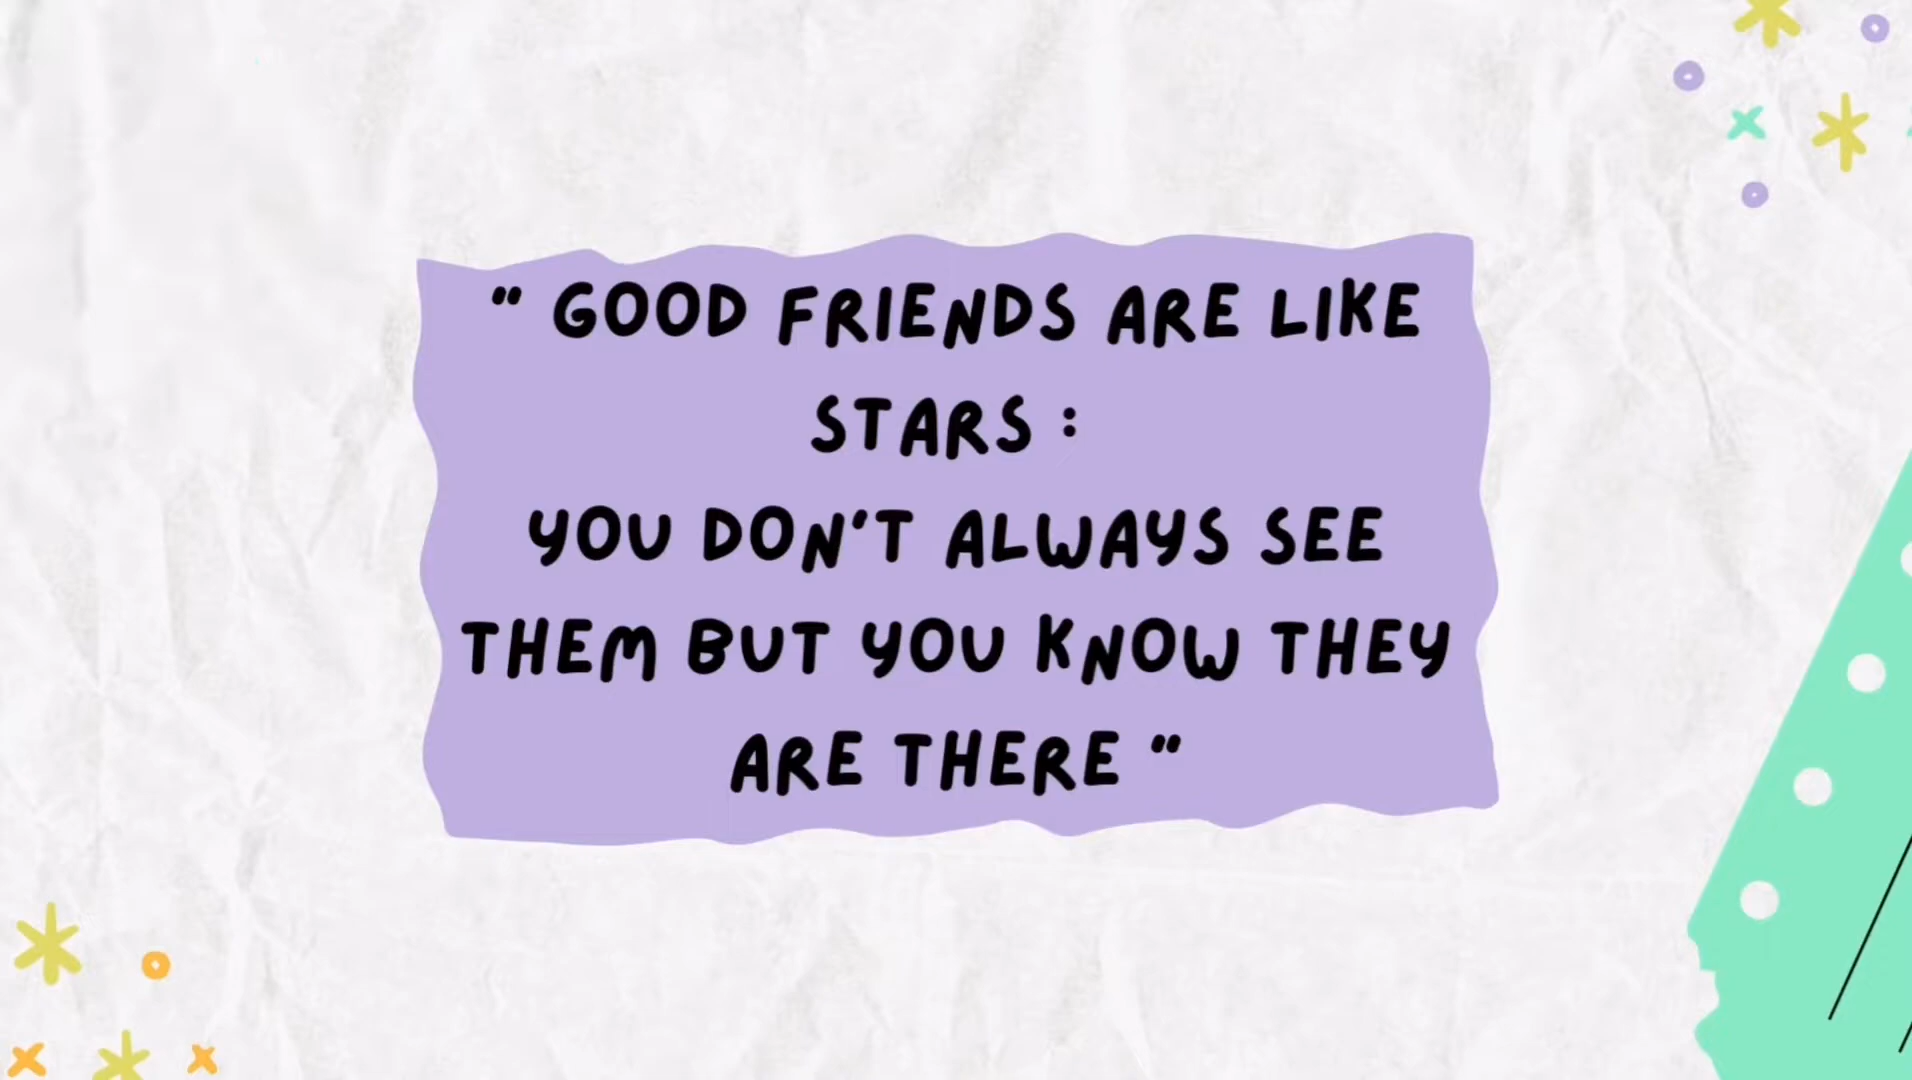 " GOOD FRIENDS ARE LIKE
STARS :
YOU DON'T ALWAYS SEE
THEM BUT YOU KNOW THEY
ARE THERE "